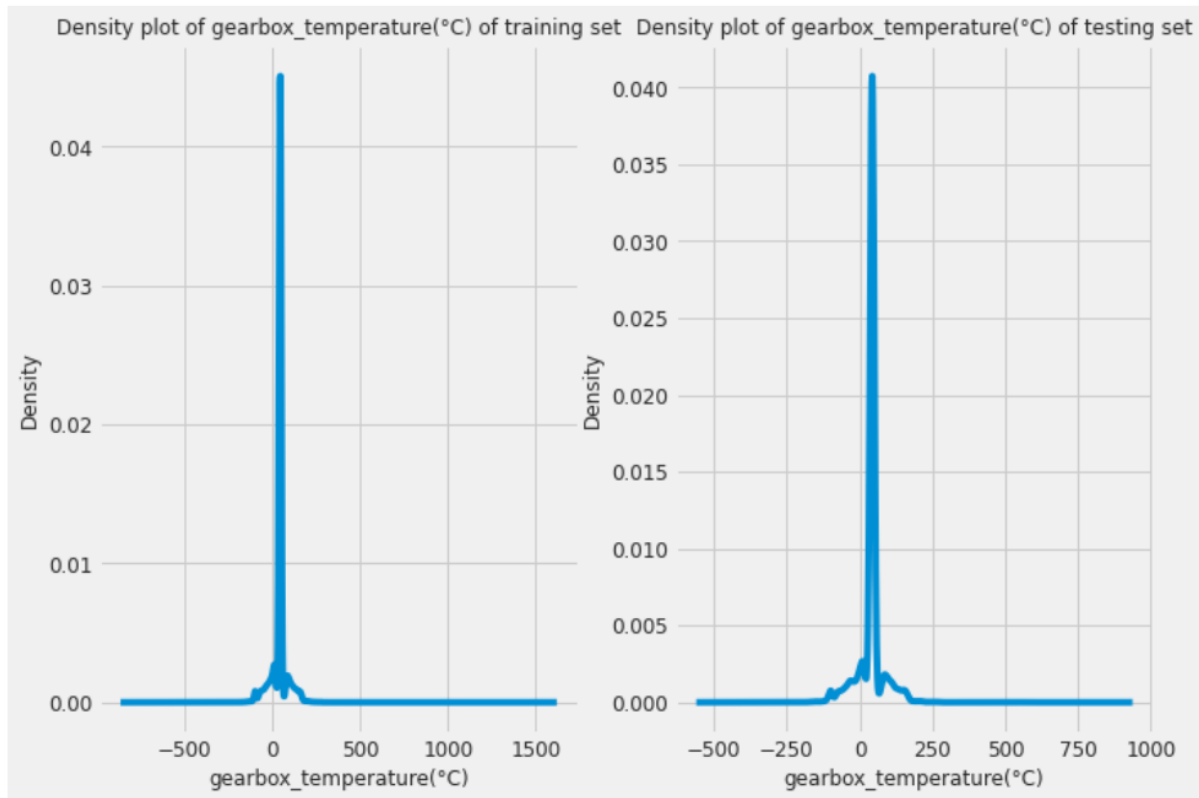 Density plot of gearbox_temperature(°C) of training set
0.04
0.03
0.02
0.01
0.00
Density
−500 0 500 1000 1500
gearbox_temperature(°C)
Density plot of gearbox_temperature(°C) of testing set
0.040
0.035
0.030
0.025
0.020
0.015
0.010
0.005
0.000
Density
−500 −250 0 250 500 750 1000
gearbox_temperature(°C)